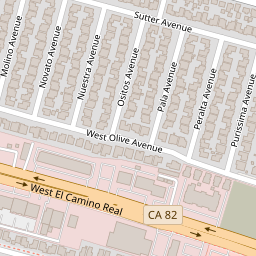 Sutter Avenue
Molino Avenue
Novato Avenue
Nuestra Avenue
Ositos Avenue
Pala Avenue
Peralta Avenue
Purissima Avenue
West Olive Avenue
West El Camino Real
CA 82